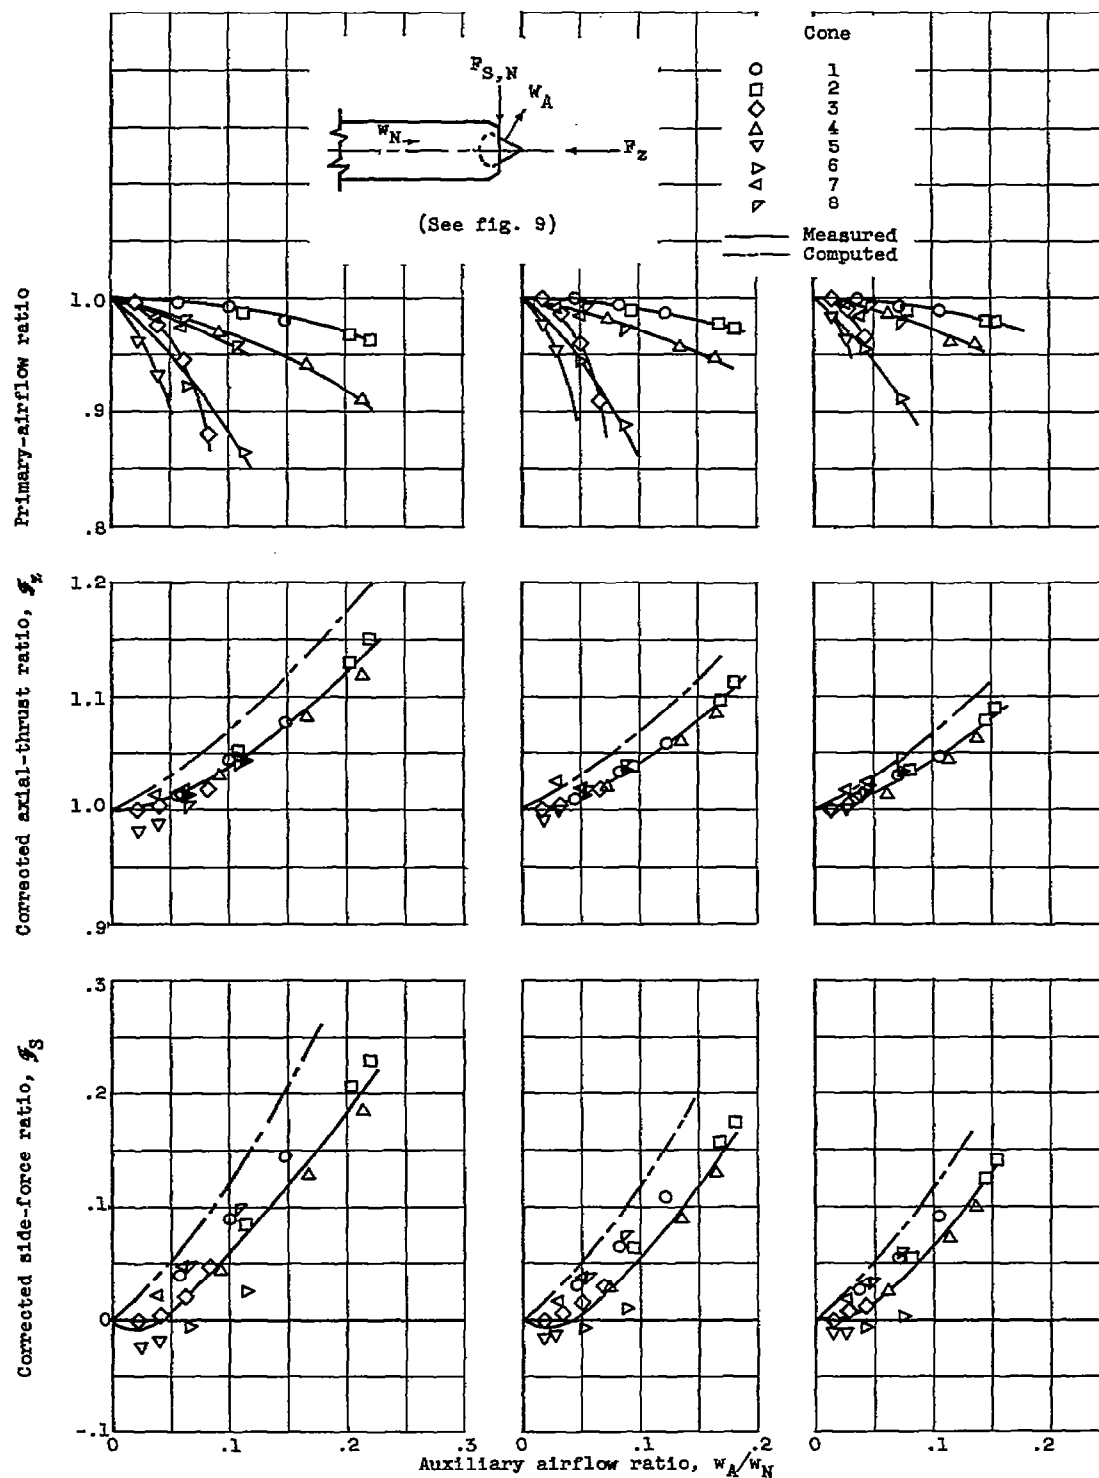 Cone
1
2
3
4
5
6
7
8
Measured
Computed
F_S,N
W_A
w_N
F_z
(See fig. 9)
Primary-airflow ratio
1.0
.9
.8
Corrected axial-thrust ratio, ℱ_z
1.2
1.1
1.0
.9
Corrected side-force ratio, ℱ_S
.3
.2
.1
0
-.1
0 .1 .2 .3 0 .1 .2 0 .1 .2
Auxiliary airflow ratio, w_A/w_N